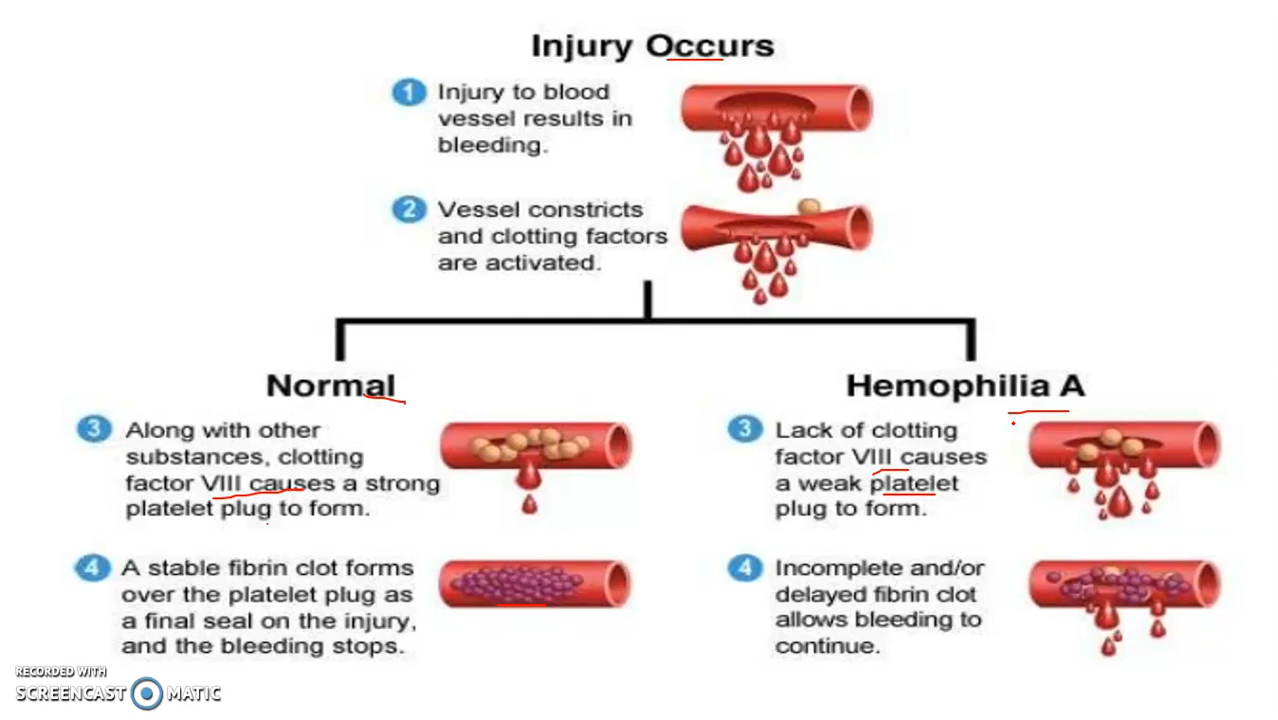 Injury Occurs
1 Injury to blood
vessel results in
bleeding.
2 Vessel constricts
and clotting factors
are activated.
Normal
3 Along with other
substances, clotting
factor VIII causes a strong
platelet plug to form.
4 A stable fibrin clot forms
over the platelet plug as
a final seal on the injury,
and the bleeding stops.
Hemophilia A
3 Lack of clotting
factor VIII causes
a weak platelet
plug to form.
4 Incomplete and/or
delayed fibrin clot
allows bleeding to
continue.
RECORDED WITH
SCREENCAST MATIC